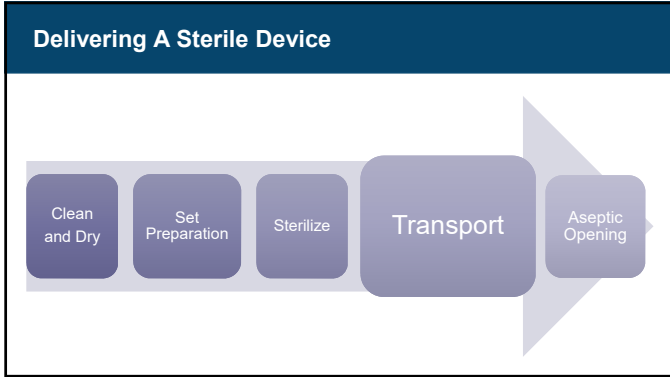 Delivering A Sterile Device
Clean
and Dry
Set
Preparation
Sterilize
Transport
Aseptic
Opening